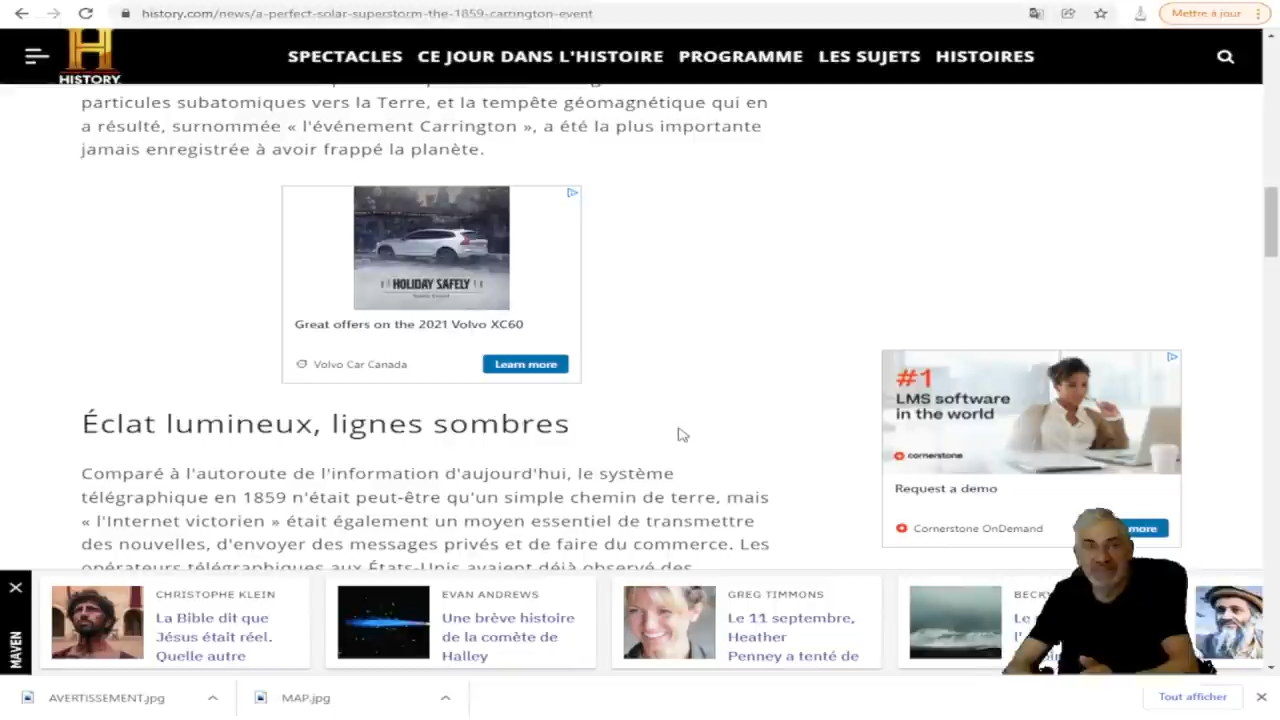 history.com/news/a-perfect-solar-superstorm-the-1859-carrington-event
Mettre à jour
HISTORY
SPECTACLES CE JOUR DANS L'HISTOIRE PROGRAMME LES SUJETS HISTOIRES
particules subatomiques vers la Terre, et la tempête géomagnétique qui en
a résulté, surnommée « l'événement Carrington », a été la plus importante
jamais enregistrée à avoir frappé la planète.
HOLIDAY SAFELY
Great offers on the 2021 Volvo XC60
Volvo Car Canada
Learn more
#1
LMS software
in the world
cornerstone
Request a demo
Cornerstone OnDemand
more
Éclat lumineux, lignes sombres
Comparé à l'autoroute de l'information d'aujourd'hui, le système
télégraphique en 1859 n'était peut-être qu'un simple chemin de terre, mais
« l'Internet victorien » était également un moyen essentiel de transmettre
des nouvelles, d'envoyer des messages privés et de faire du commerce. Les
opérateurs télégraphiques aux États-Unis avaient déjà observé des
MAVEN
CHRISTOPHE KLEIN
La Bible dit que
Jésus était réel.
Quelle autre
EVAN ANDREWS
Une brève histoire
de la comète de
Halley
GREG TIMMONS
Le 11 septembre,
Heather
Penney a tenté de
BECKY
Le
l'
AVERTISSEMENT.jpg
MAP.jpg
Tout afficher